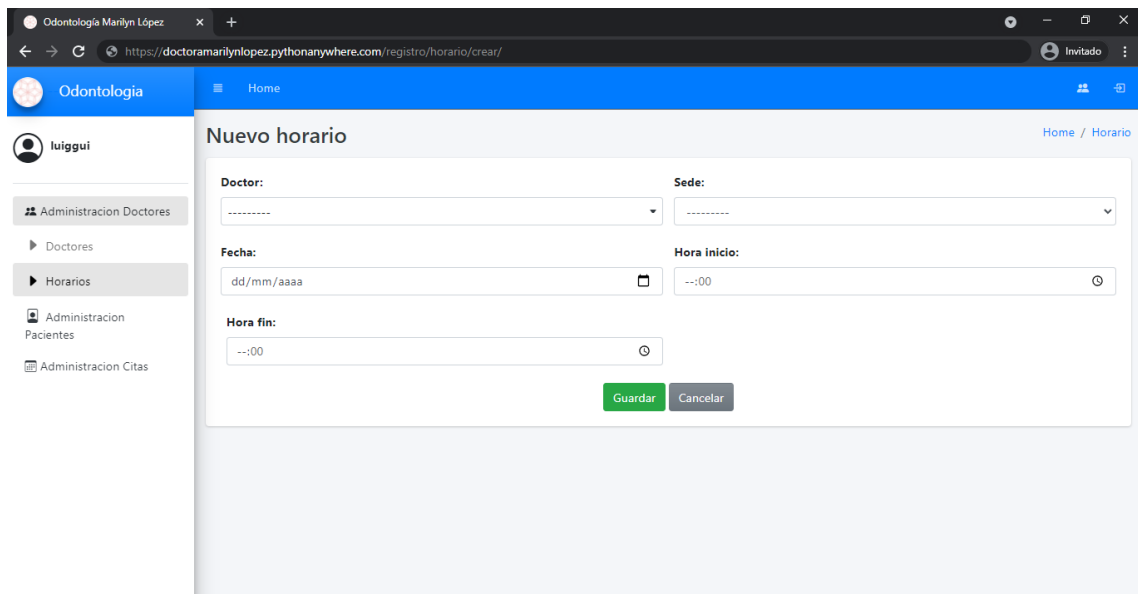 Odontología Marilyn López
https://doctoramarilynlopez.pythonanywhere.com/registro/horario/crear/
Invitado
Odontologia
Home
luiggui
Nuevo horario
Home / Horario
Administracion Doctores
Doctores
Horarios
Administracion
Pacientes
Administracion Citas
Doctor:
Sede:
---------
---------
Fecha:
Hora inicio:
dd/mm/aaaa
--:00
Hora fin:
--:00
Guardar
Cancelar